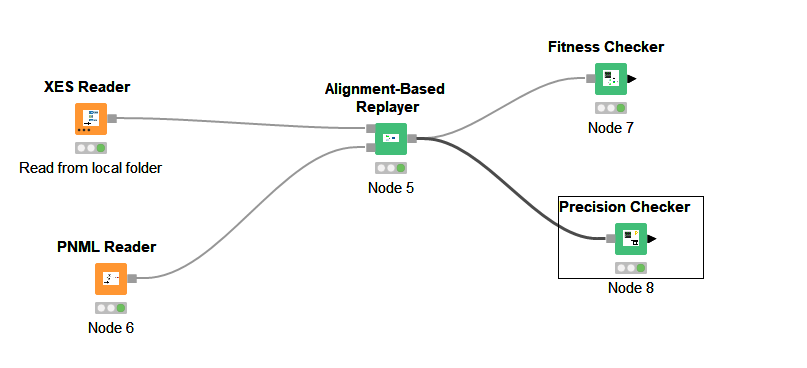 Fitness Checker
Node 7
XES Reader
Read from local folder
Alignment-Based
Replayer
Node 5
Precision Checker
Node 8
PNML Reader
Node 6